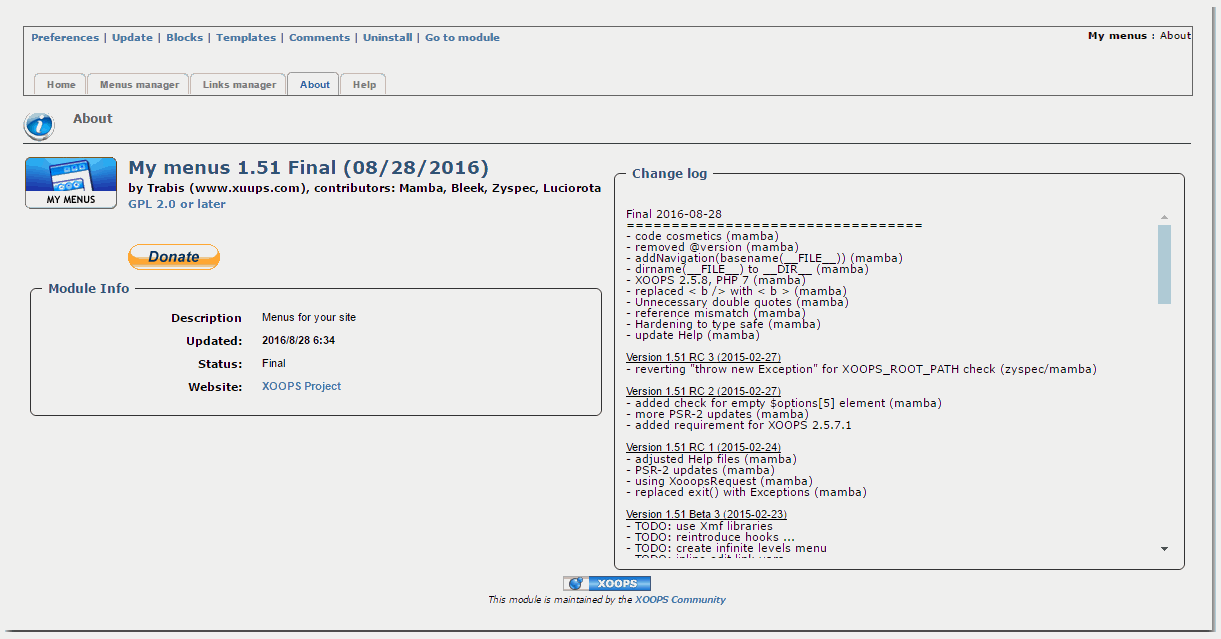 Preferences | Update | Blocks | Templates | Comments | Uninstall | Go to module
My menus : About
Home
Menus manager
Links manager
About
Help
About
MY MENUS
My menus 1.51 Final (08/28/2016)
by Trabis (www.xuups.com), contributors: Mamba, Bleek, Zyspec, Luciorota
GPL 2.0 or later
Donate
Module Info
Description Menus for your site
Updated: 2016/8/28 6:34
Status: Final
Website: XOOPS Project
Change log
Final 2016-08-28
=================================
- code cosmetics (mamba)
- removed @version (mamba)
- addNavigation(basename(__FILE__)) (mamba)
- dirname(__FILE__) to __DIR__ (mamba)
- XOOPS 2.5.8, PHP 7 (mamba)
- replaced < b /> with < b > (mamba)
- Unnecessary double quotes (mamba)
- reference mismatch (mamba)
- Hardening to type safe (mamba)
- update Help (mamba)
Version 1.51 RC 3 (2015-02-27)
- reverting "throw new Exception" for XOOPS_ROOT_PATH check (zyspec/mamba)
Version 1.51 RC 2 (2015-02-27)
- added check for empty $options[5] element (mamba)
- more PSR-2 updates (mamba)
- added requirement for XOOPS 2.5.7.1
Version 1.51 RC 1 (2015-02-24)
- adjusted Help files (mamba)
- PSR-2 updates (mamba)
- using XooopsRequest (mamba)
- replaced exit() with Exceptions (mamba)
Version 1.51 Beta 3 (2015-02-23)
- TODO: use Xmf libraries
- TODO: reintroduce hooks ...
- TODO: create infinite levels menu
- TODO: inline edit link
XOOPS
This module is maintained by the XOOPS Community